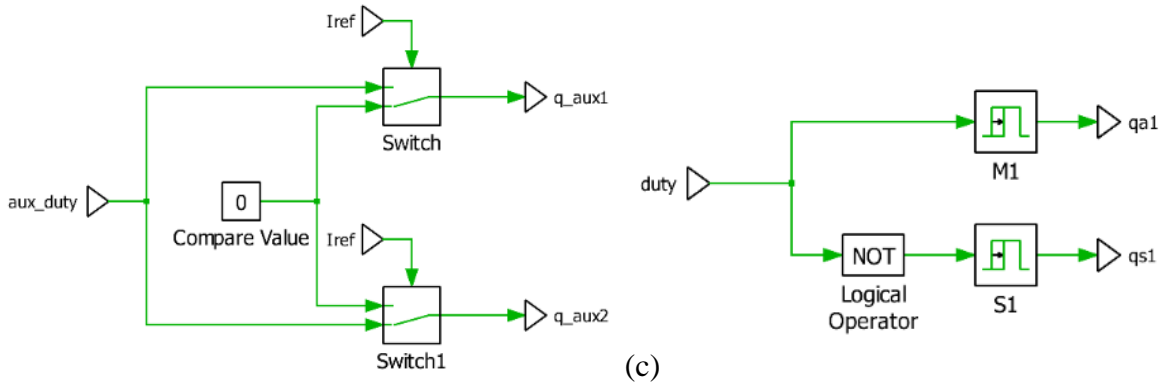 Iref
q_aux1
Switch
aux_duty
0
Compare Value
Iref
q_aux2
Switch1
qa1
M1
duty
NOT
qs1
Logical
Operator
S1
(c)